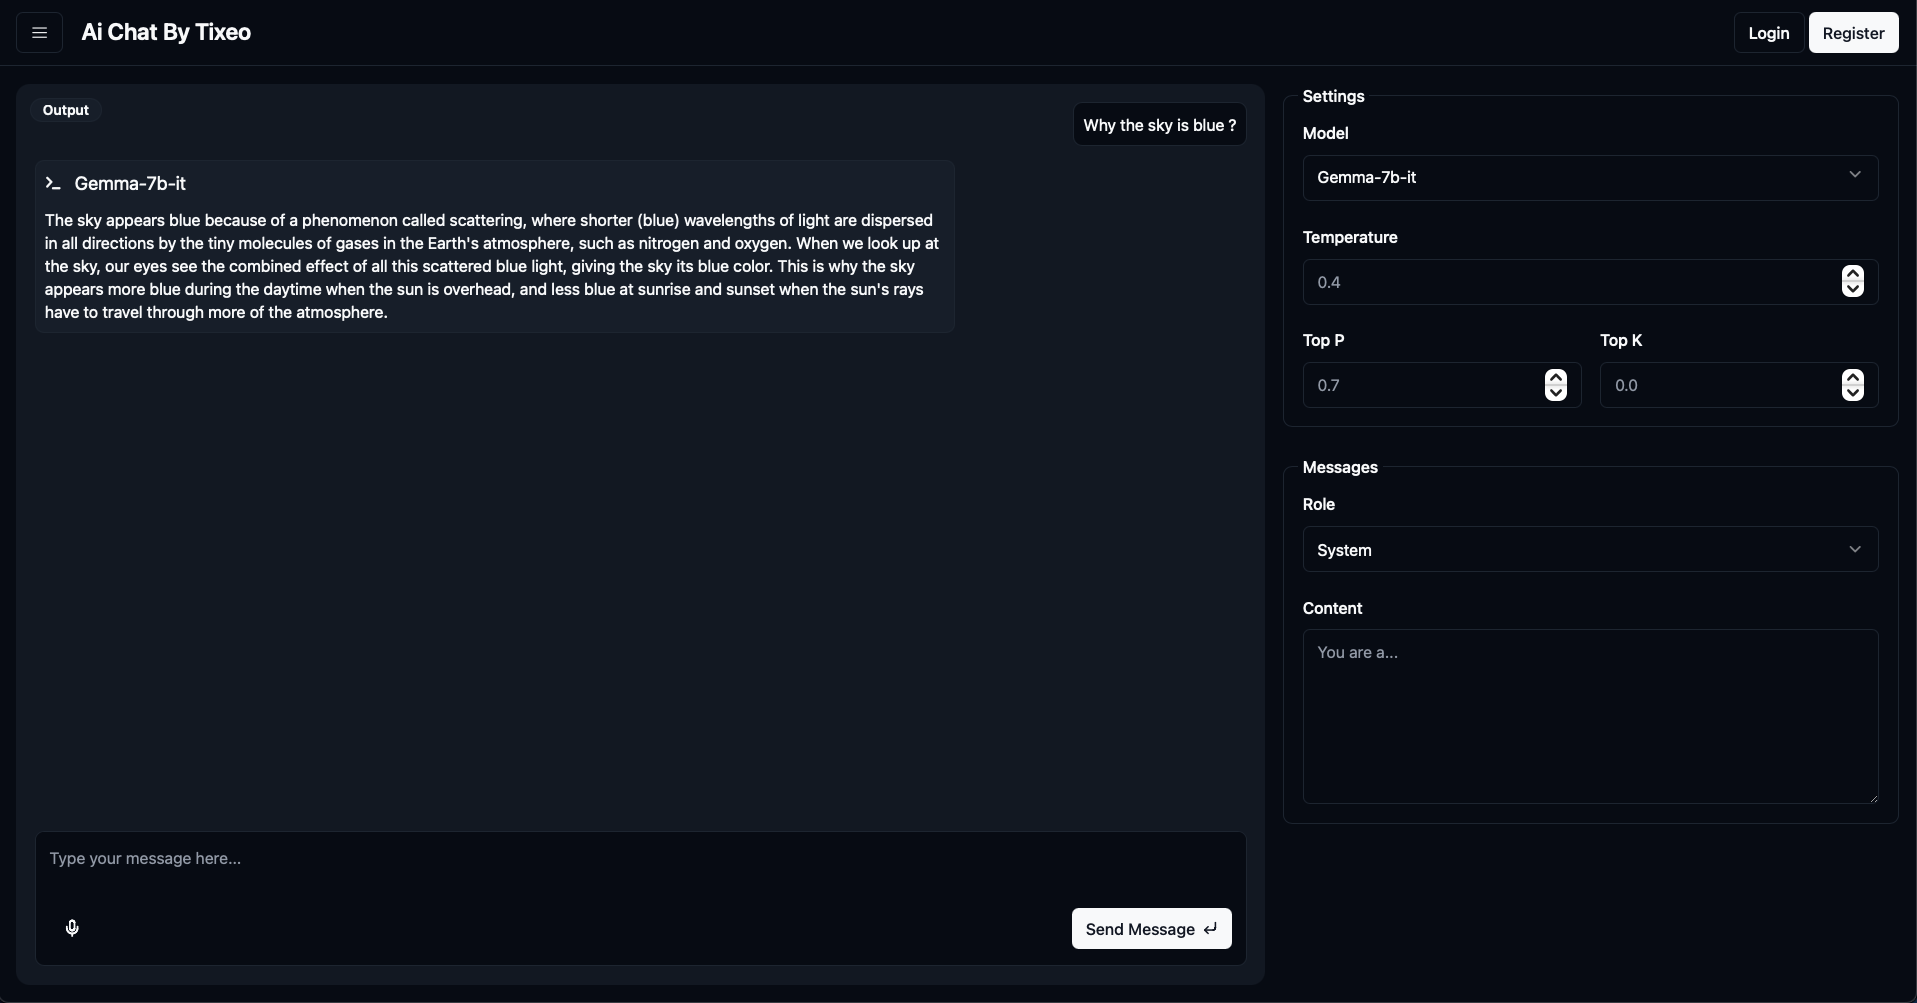 Ai Chat By Tixeo
Login
Register
Output
Why the sky is blue ?
Gemma-7b-it
The sky appears blue because of a phenomenon called scattering, where shorter (blue) wavelengths of light are dispersed
in all directions by the tiny molecules of gases in the Earth's atmosphere, such as nitrogen and oxygen. When we look up at
the sky, our eyes see the combined effect of all this scattered blue light, giving the sky its blue color. This is why the sky
appears more blue during the daytime when the sun is overhead, and less blue at sunrise and sunset when the sun's rays
have to travel through more of the atmosphere.
Type your message here...
Send Message
Settings
Model
Gemma-7b-it
Temperature
0.4
Top P
Top K
0.7
0.0
Messages
Role
System
Content
You are a...